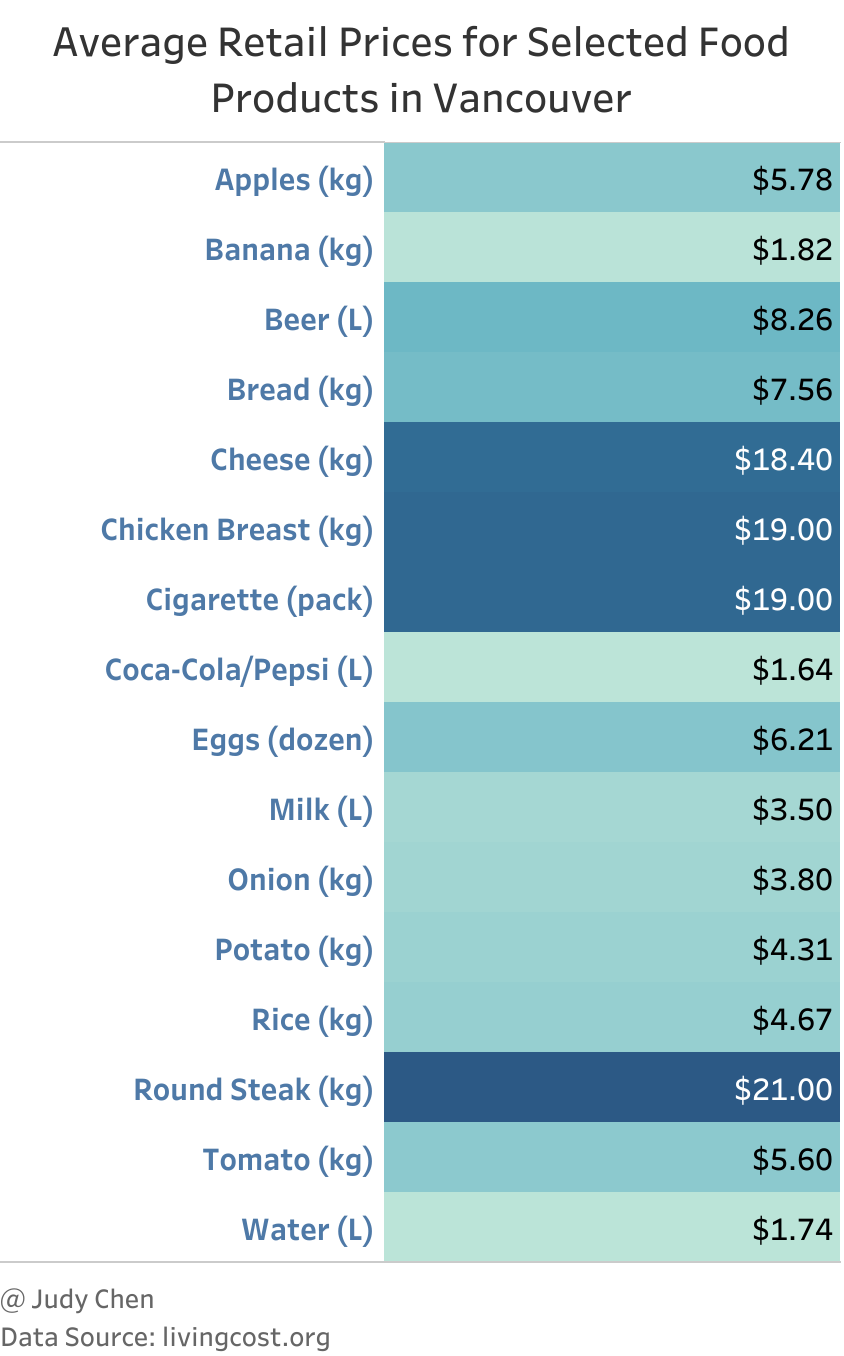 Average Retail Prices for Selected Food
Products in Vancouver
Apples (kg) $5.78
Banana (kg) $1.82
Beer (L) $8.26
Bread (kg) $7.56
Cheese (kg) $18.40
Chicken Breast (kg) $19.00
Cigarette (pack) $19.00
Coca-Cola/Pepsi (L) $1.64
Eggs (dozen) $6.21
Milk (L) $3.50
Onion (kg) $3.80
Potato (kg) $4.31
Rice (kg) $4.67
Round Steak (kg) $21.00
Tomato (kg) $5.60
Water (L) $1.74
@ Judy Chen
Data Source: livingcost.org